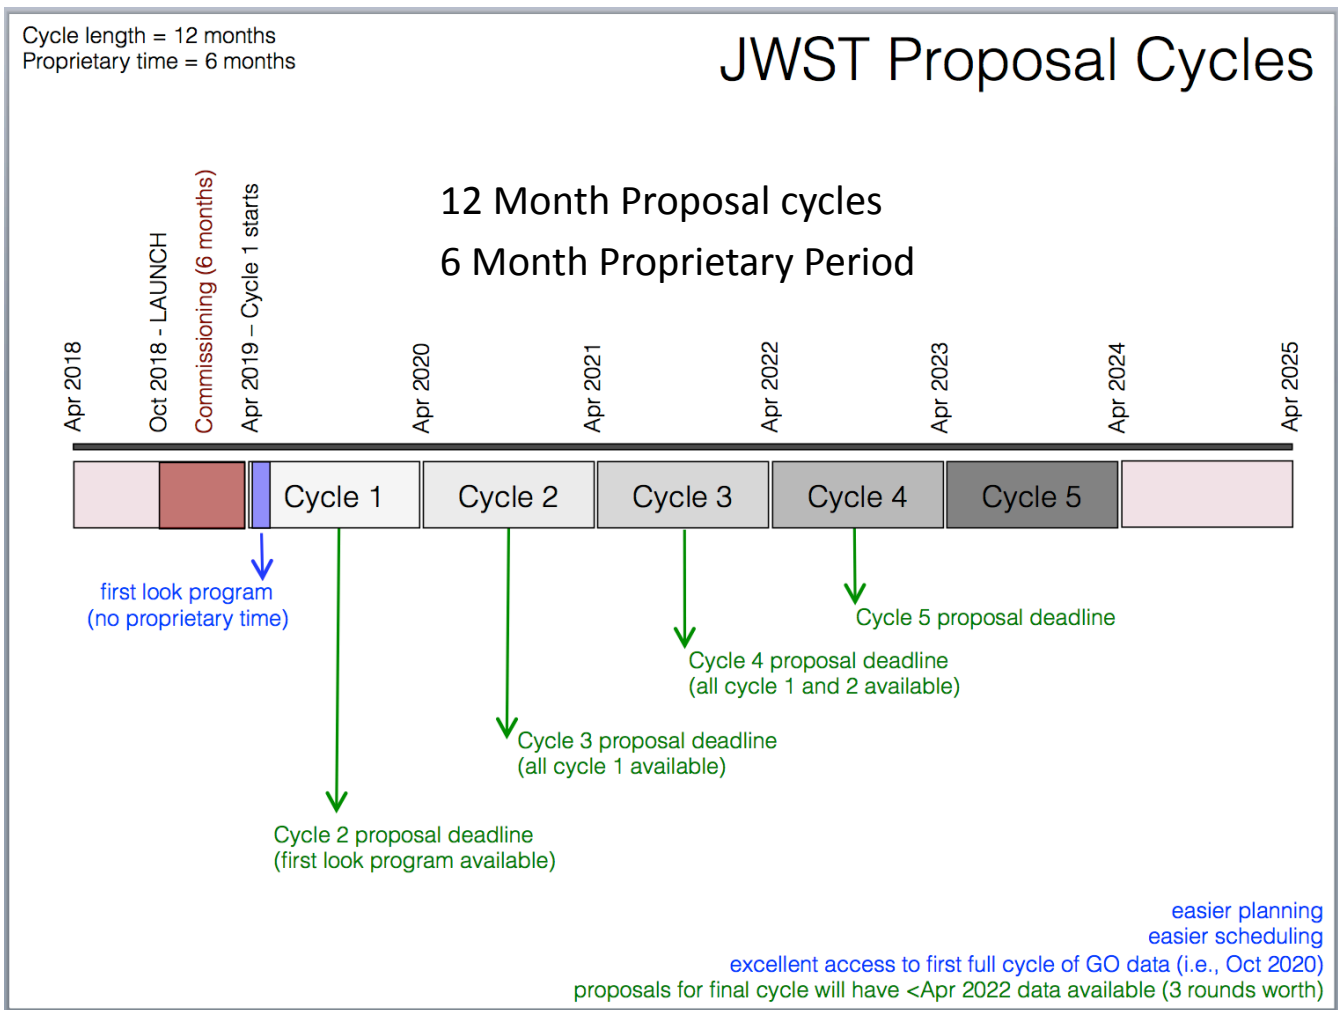 Cycle length = 12 months
Proprietary time = 6 months
JWST Proposal Cycles
12 Month Proposal cycles
6 Month Proprietary Period
Apr 2018
Oct 2018 - LAUNCH
Commissioning (6 months)
Apr 2019 – Cycle 1 starts
Apr 2020
Apr 2021
Apr 2022
Apr 2023
Apr 2024
Apr 2025
Cycle 1
Cycle 2
Cycle 3
Cycle 4
Cycle 5
first look program
(no proprietary time)
Cycle 5 proposal deadline
Cycle 4 proposal deadline
(all cycle 1 and 2 available)
Cycle 3 proposal deadline
(all cycle 1 available)
Cycle 2 proposal deadline
(first look program available)
easier planning
easier scheduling
excellent access to first full cycle of GO data (i.e., Oct 2020)
proposals for final cycle will have <Apr 2022 data available (3 rounds worth)